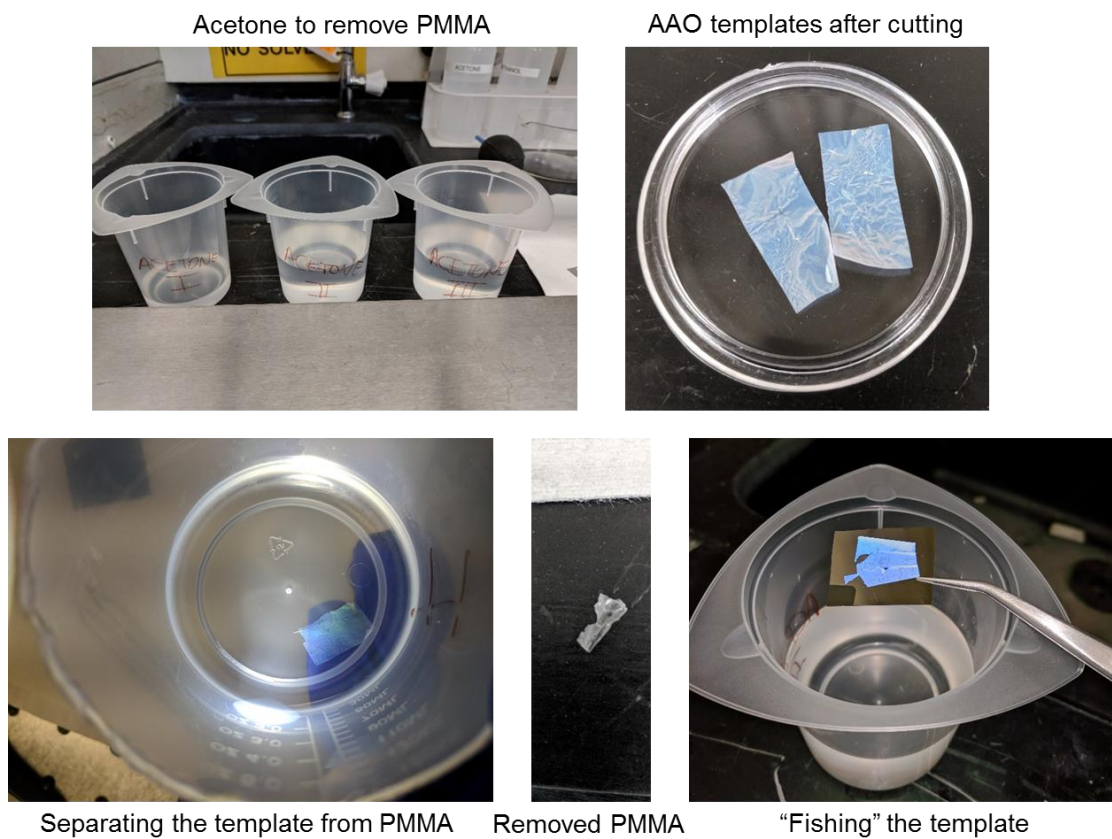 Acetone to remove PMMA
AAO templates after cutting
NO SOLVE
ACETONE
ACETONE
I
ACETONE
II
ACETONE
III
Separating the template from PMMA
Removed PMMA
“Fishing” the template